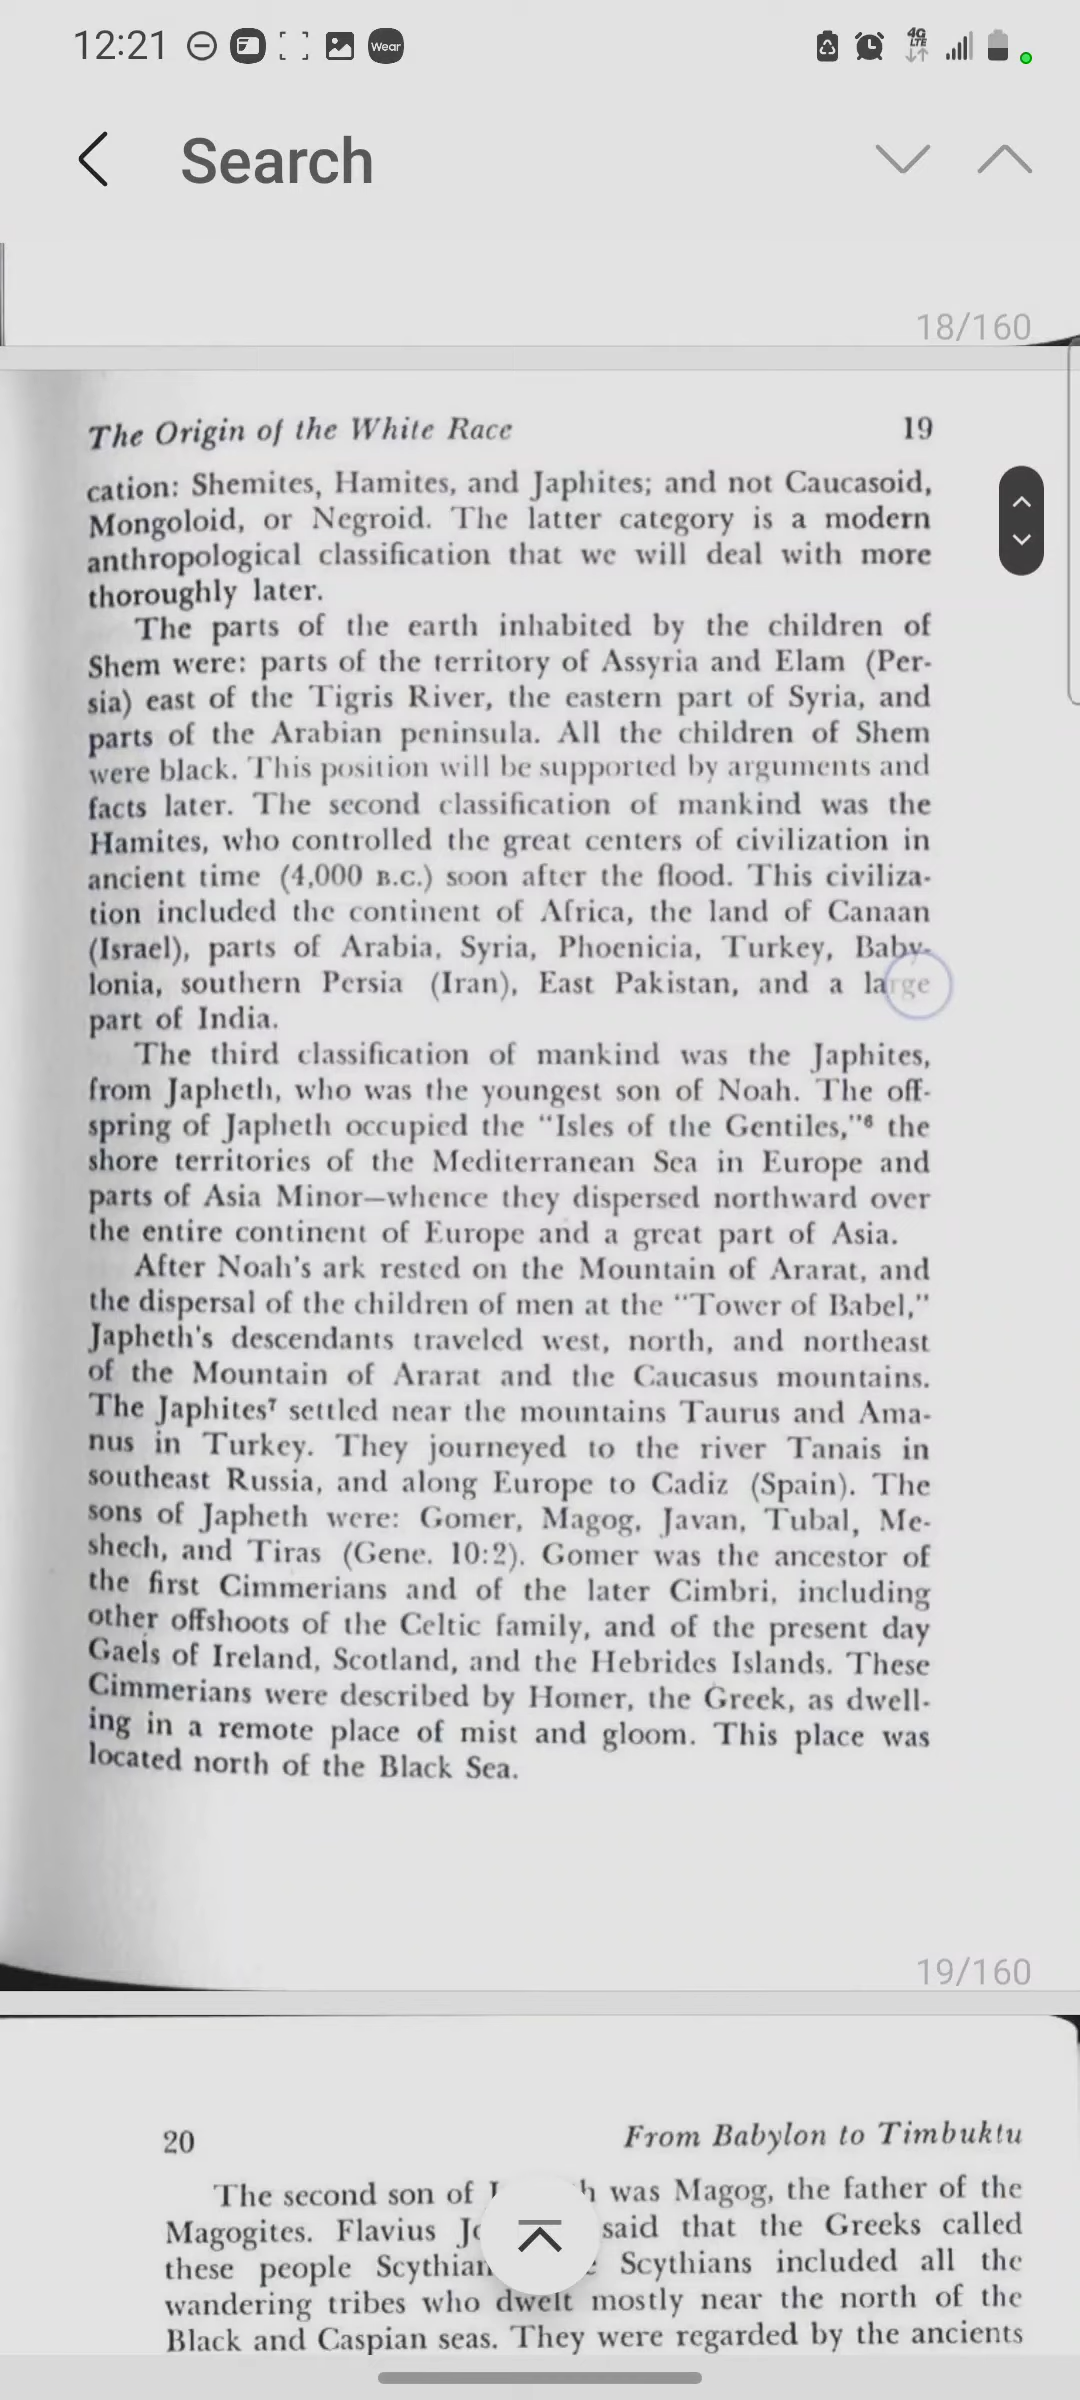 12:21
Wear
4G
LTE
Search
18/160
The Origin of the White Race 19
cation: Shemites, Hamites, and Japhites; and not Caucasoid,
Mongoloid, or Negroid. The latter category is a modern
anthropological classification that we will deal with more
thoroughly later.
The parts of the earth inhabited by the children of
Shem were: parts of the territory of Assyria and Elam (Per-
sia) east of the Tigris River, the eastern part of Syria, and
parts of the Arabian peninsula. All the children of Shem
were black. This position will be supported by arguments and
facts later. The second classification of mankind was the
Hamites, who controlled the great centers of civilization in
ancient time (4,000 B.C.) soon after the flood. This civiliza-
tion included the continent of Africa, the land of Canaan
(Israel), parts of Arabia, Syria, Phoenicia, Turkey, Baby-
lonia, southern Persia (Iran), East Pakistan, and a large
part of India.
The third classification of mankind was the Japhites,
from Japheth, who was the youngest son of Noah. The off-
spring of Japheth occupied the "Isles of the Gentiles,"⁶ the
shore territories of the Mediterranean Sea in Europe and
parts of Asia Minor—whence they dispersed northward over
the entire continent of Europe and a great part of Asia.
After Noah's ark rested on the Mountain of Ararat, and
the dispersal of the children of men at the "Tower of Babel,"
Japheth's descendants traveled west, north, and northeast
of the Mountain of Ararat and the Caucasus mountains.
The Japhites⁷ settled near the mountains Taurus and Ama-
nus in Turkey. They journeyed to the river Tanais in
southeast Russia, and along Europe to Cadiz (Spain). The
sons of Japheth were: Gomer, Magog, Javan, Tubal, Me-
shech, and Tiras (Gene. 10:2). Gomer was the ancestor of
the first Cimmerians and of the later Cimbri, including
other offshoots of the Celtic family, and of the present day
Gaels of Ireland, Scotland, and the Hebrides Islands. These
Cimmerians were described by Homer, the Greek, as dwell-
ing in a remote place of mist and gloom. This place was
located north of the Black Sea.
19/160
20 From Babylon to Timbuktu
The second son of was Magog, the father of the
Magogites. Flavius said that the Greeks called
these people Scythians included all the
wandering tribes who dwelt mostly near the north of the
Black and Caspian seas. They were regarded by the ancients